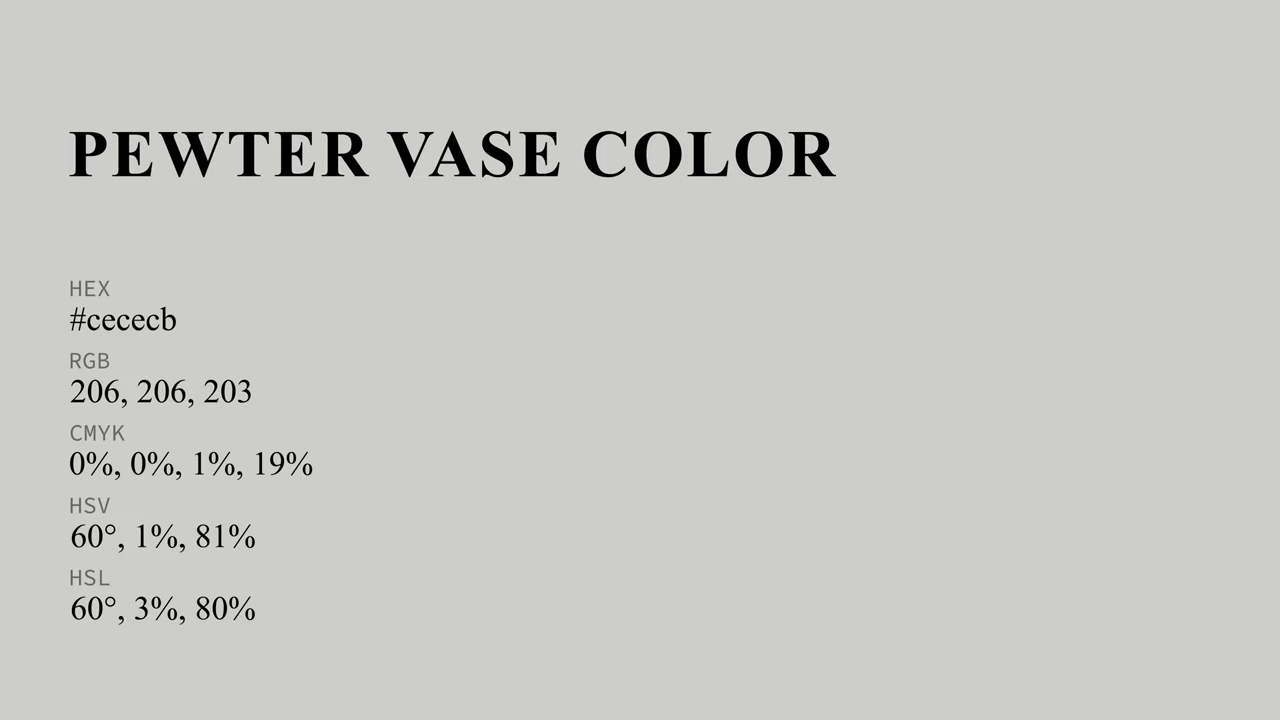 PEWTER VASE COLOR
HEX
#cececb
RGB
206, 206, 203
CMYK
0%, 0%, 1%, 19%
HSV
60°, 1%, 81%
HSL
60°, 3%, 80%